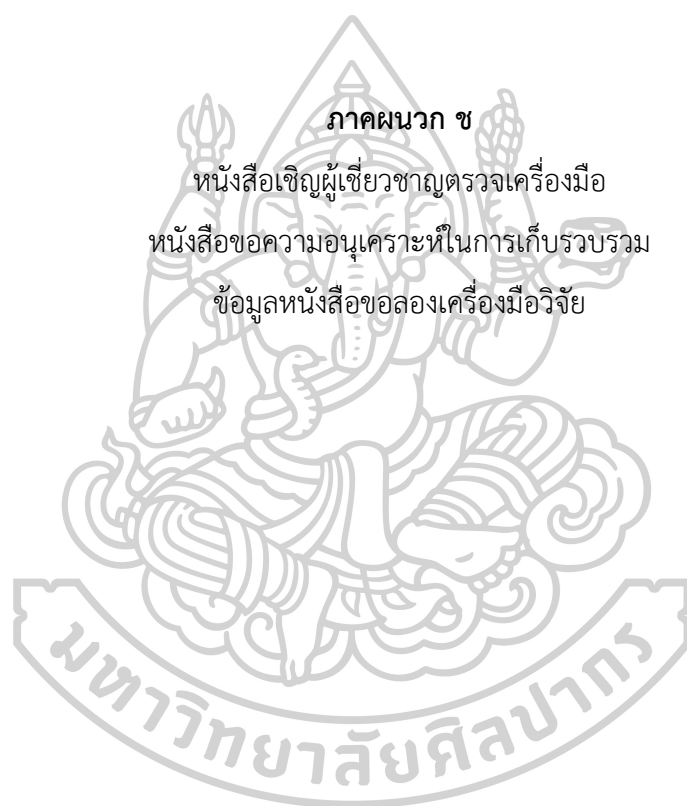 ภาคผนวก ช
หนังสือเชิญผู้เชี่ยวชาญตรวจเครื่องมือ
หนังสือขอความอนุเคราะห์ในการเก็บรวบรวม
ข้อมูลหนังสือขอลองเครื่องมือวิจัย
มหาวิทยาลัยศิลปากร